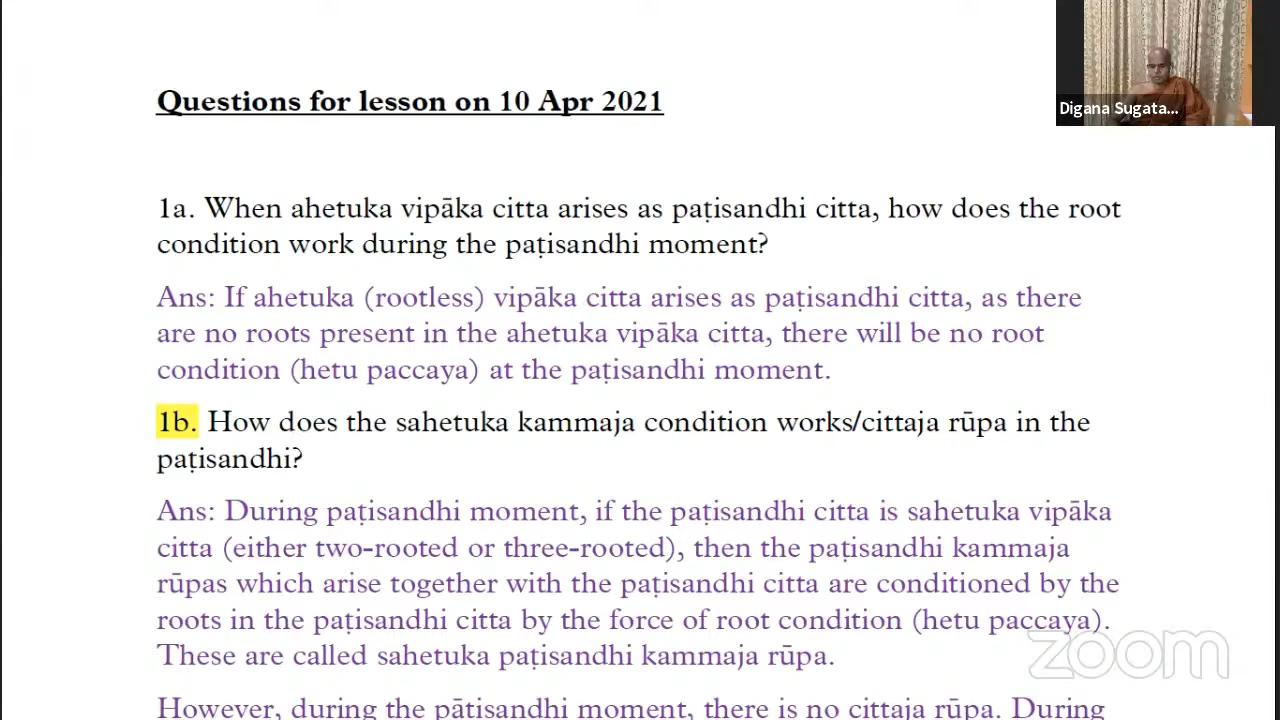 Questions for lesson on 10 Apr 2021
Digana Sugata...
1a. When ahetuka vipāka citta arises as paṭisandhi citta, how does the root
condition work during the paṭisandhi moment?
Ans: If ahetuka (rootless) vipāka citta arises as paṭisandhi citta, as there
are no roots present in the ahetuka vipāka citta, there will be no root
condition (hetu paccaya) at the paṭisandhi moment.
1b. How does the sahetuka kammaja condition works/cittaja rūpa in the
paṭisandhi?
Ans: During paṭisandhi moment, if the paṭisandhi citta is sahetuka vipāka
citta (either two-rooted or three-rooted), then the paṭisandhi kammaja
rūpas which arise together with the paṭisandhi citta are conditioned by the
roots in the paṭisandhi citta by the force of root condition (hetu paccaya).
These are called sahetuka paṭisandhi kammaja rūpa.
zoom
However, during the pāṭisandhi moment, there is no cittaja rūpa. During